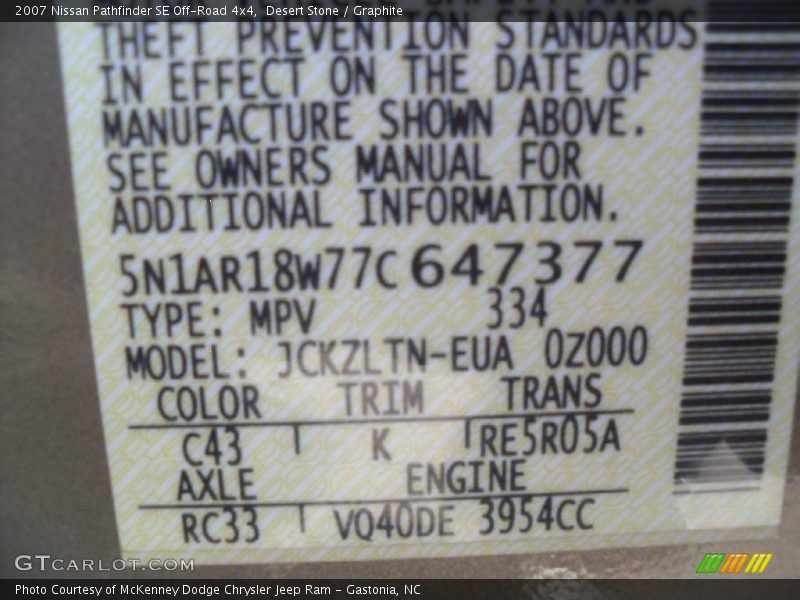 2007 Nissan Pathfinder SE Off-Road 4x4, Desert Stone / Graphite
THEFT PREVENTION STANDARDS
IN EFFECT ON THE DATE OF
MANUFACTURE SHOWN ABOVE.
SEE OWNERS MANUAL FOR
ADDITIONAL INFORMATION.
5N1AR18W77C647377
TYPE: MPV 334
MODEL: JCKZLTN-EUA 0Z000
COLOR TRIM TRANS
C43 K RE5R05A
AXLE ENGINE
RC33 VQ40DE 3954CC
GTCARLOT.COM
Photo Courtesy of McKenney Dodge Chrysler Jeep Ram - Gastonia, NC